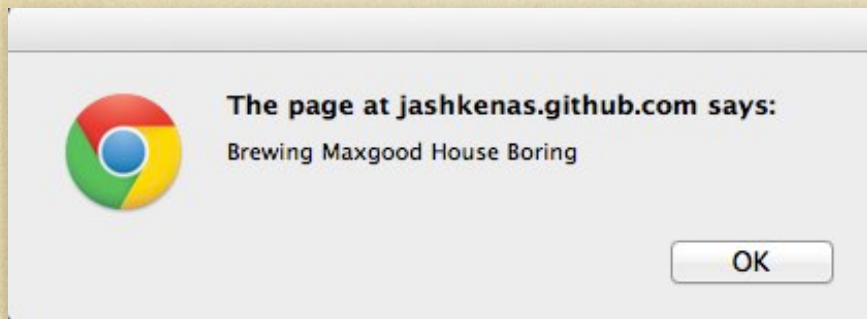 The page at jashkenas.github.com says:
Brewing Maxgood House Boring
OK